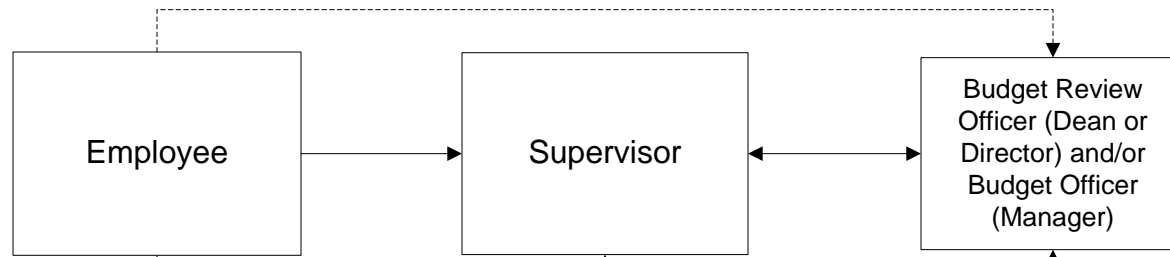 Employee
Supervisor
Budget Review
Officer (Dean or
Director) and/or
Budget Officer
(Manager)